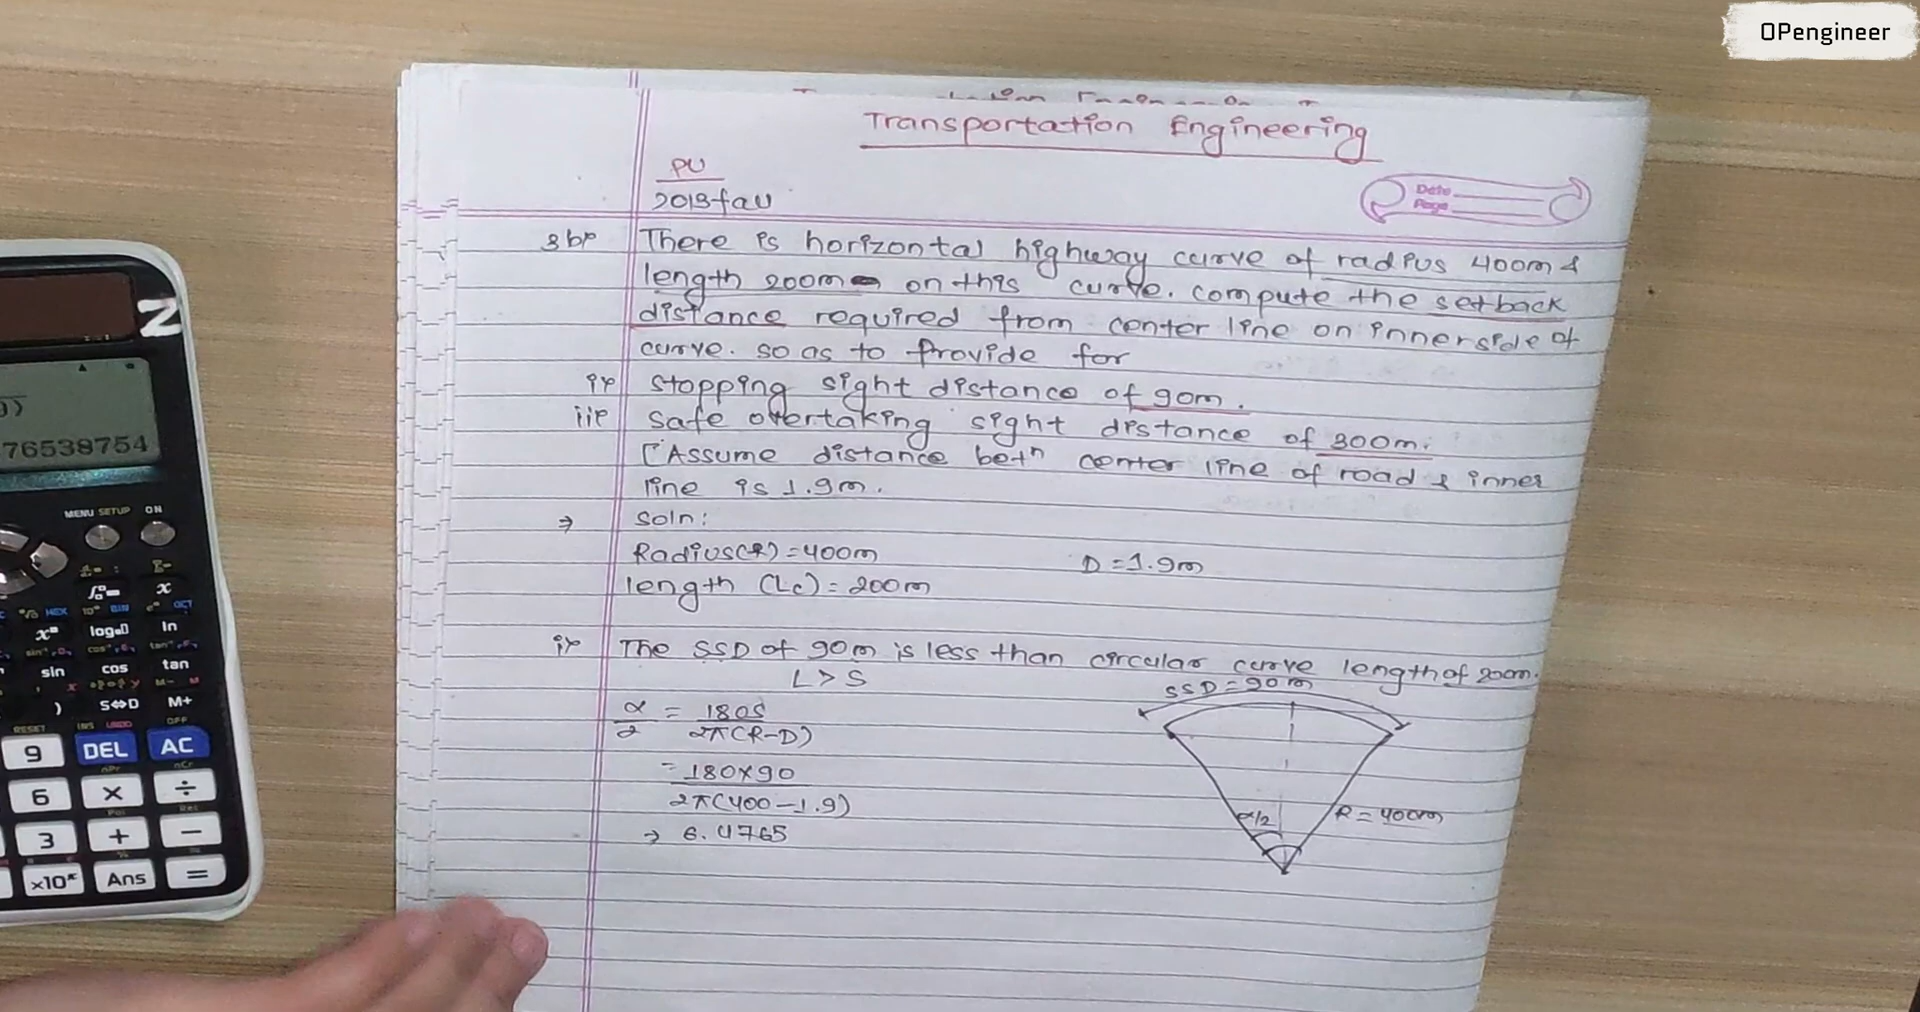 OPengineer
Transportation Engineering
PU
2013 fall
Date
Page
3b) There is horizontal highway curve of radius 400m &
length 200m on this curve. compute the setback
distance required from center line on inner side of
curve. so as to provide for
i) stopping sight distance of 90m.
ii) safe overtaking sight distance of 300m.
[Assume distance betn center line of road & inner
line is 1.9m.
⇒ Soln:
Radius(R) = 400m D = 1.9m
length (Lc) = 200m
i) The SSD of 90m is less than circular curve length of 200m.
L > S
SSD = 90m
α/2 = 180S / 2π(R-D)
= 180×90 / 2π(400-1.9)
→ 6.4765
α/2 R = 400m
76538754
MENU SETUP ON
x
log ln
sin cos tan
) S⇔D M+
9 DEL AC
6 × ÷
3 + −
×10ˣ Ans =